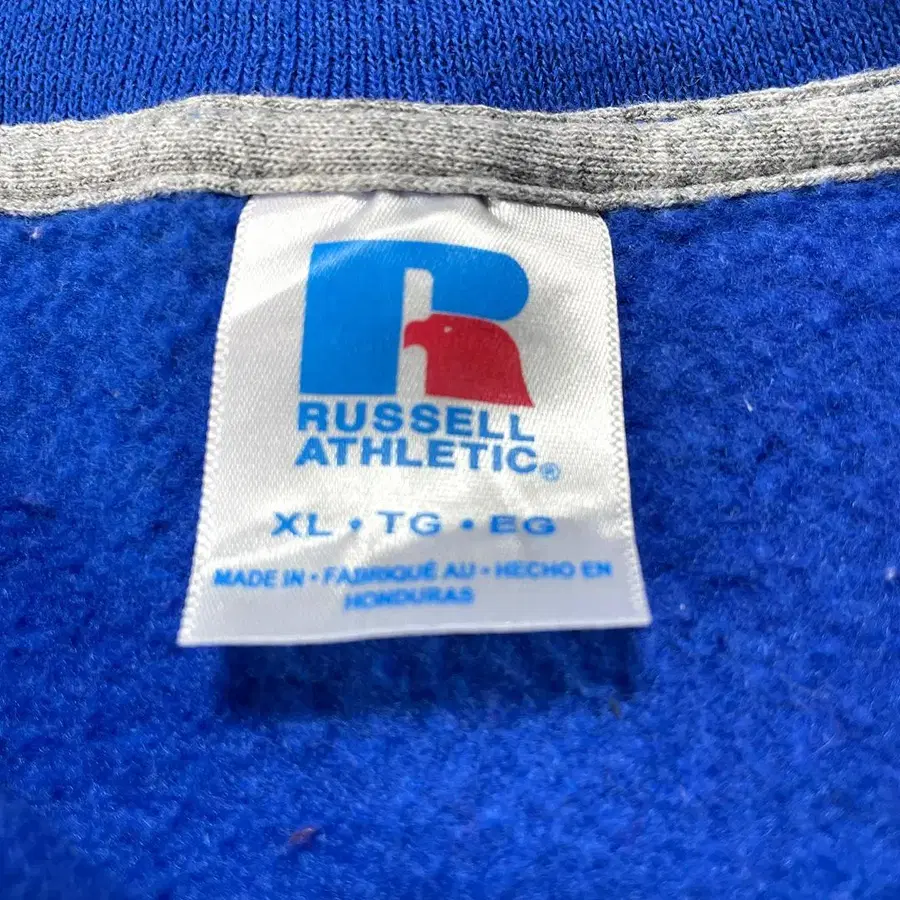 RUSSELL
ATHLETIC®
XL • TG • EG
MADE IN • FABRIQUÉ AU • HECHO EN
HONDURAS